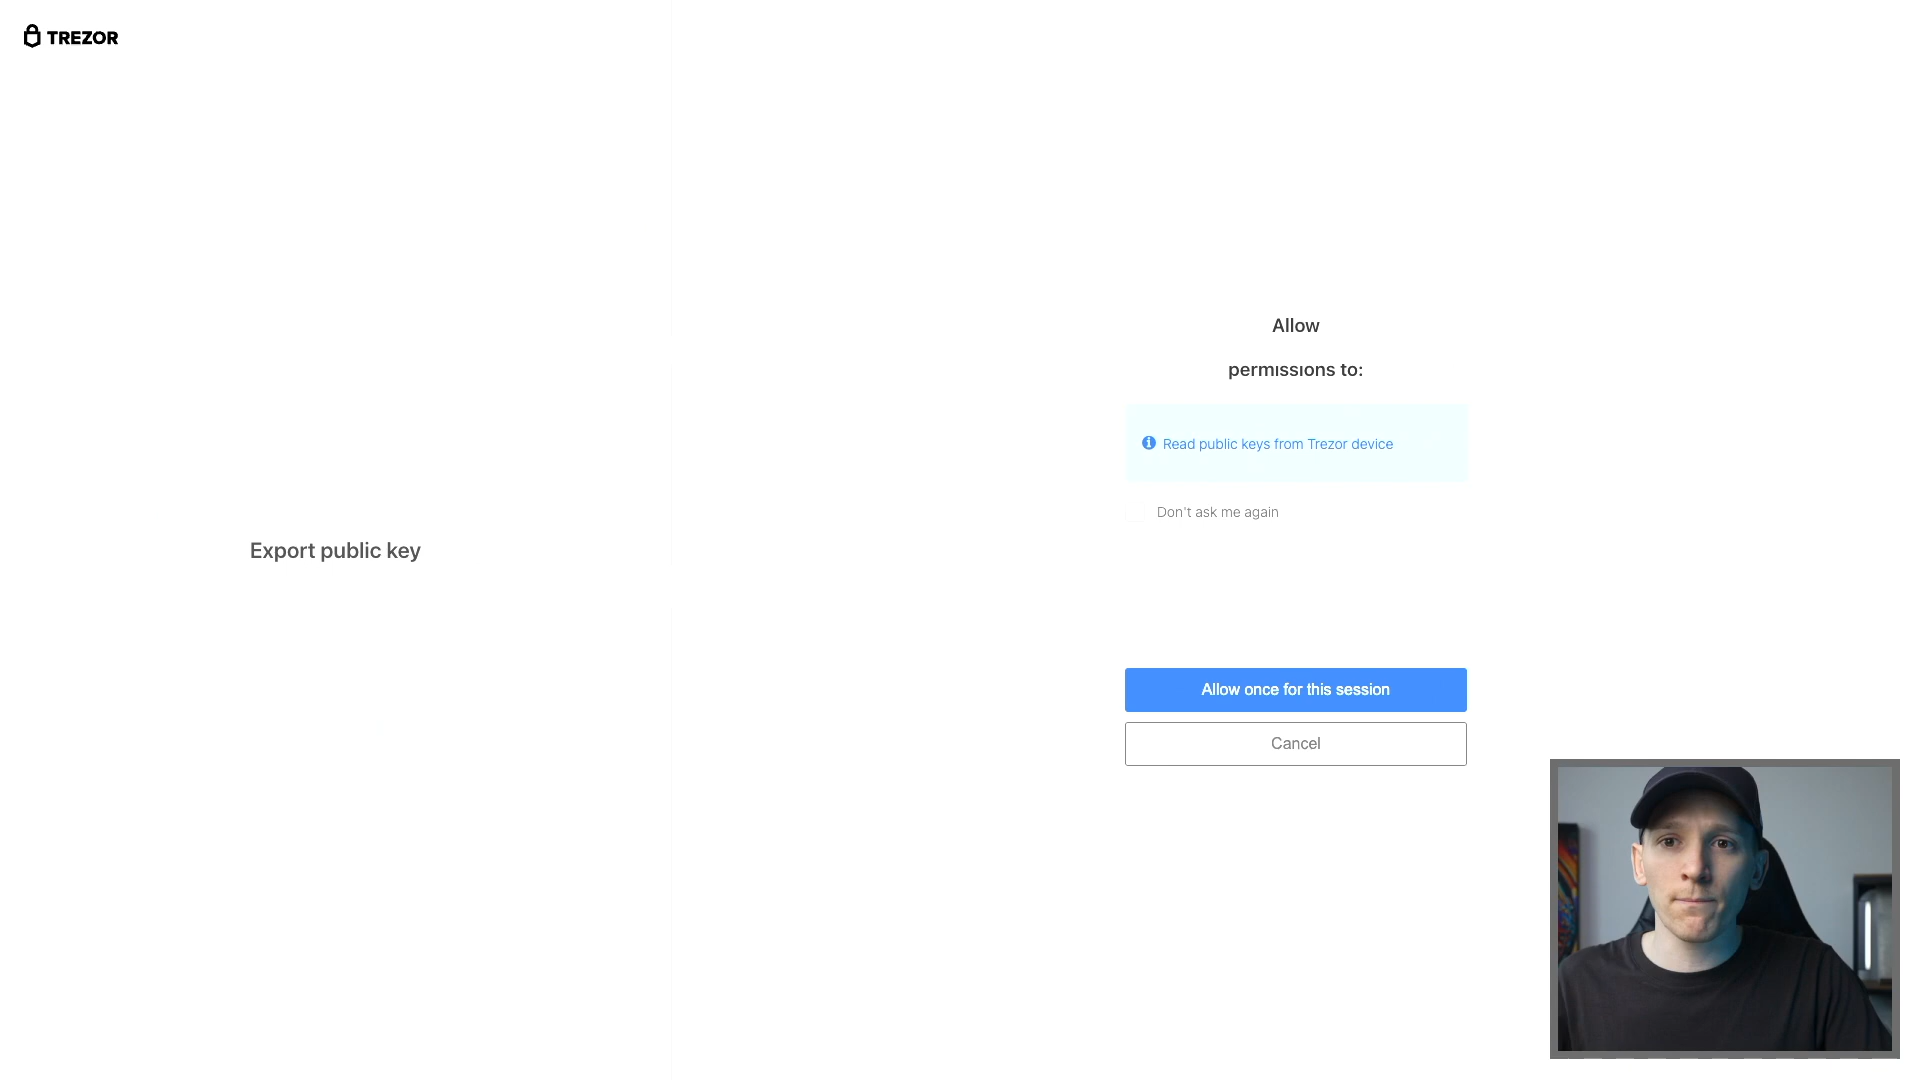 TREZOR
Export public key
Allow
permissions to:
Read public keys from Trezor device
Don't ask me again
Allow once for this session
Cancel